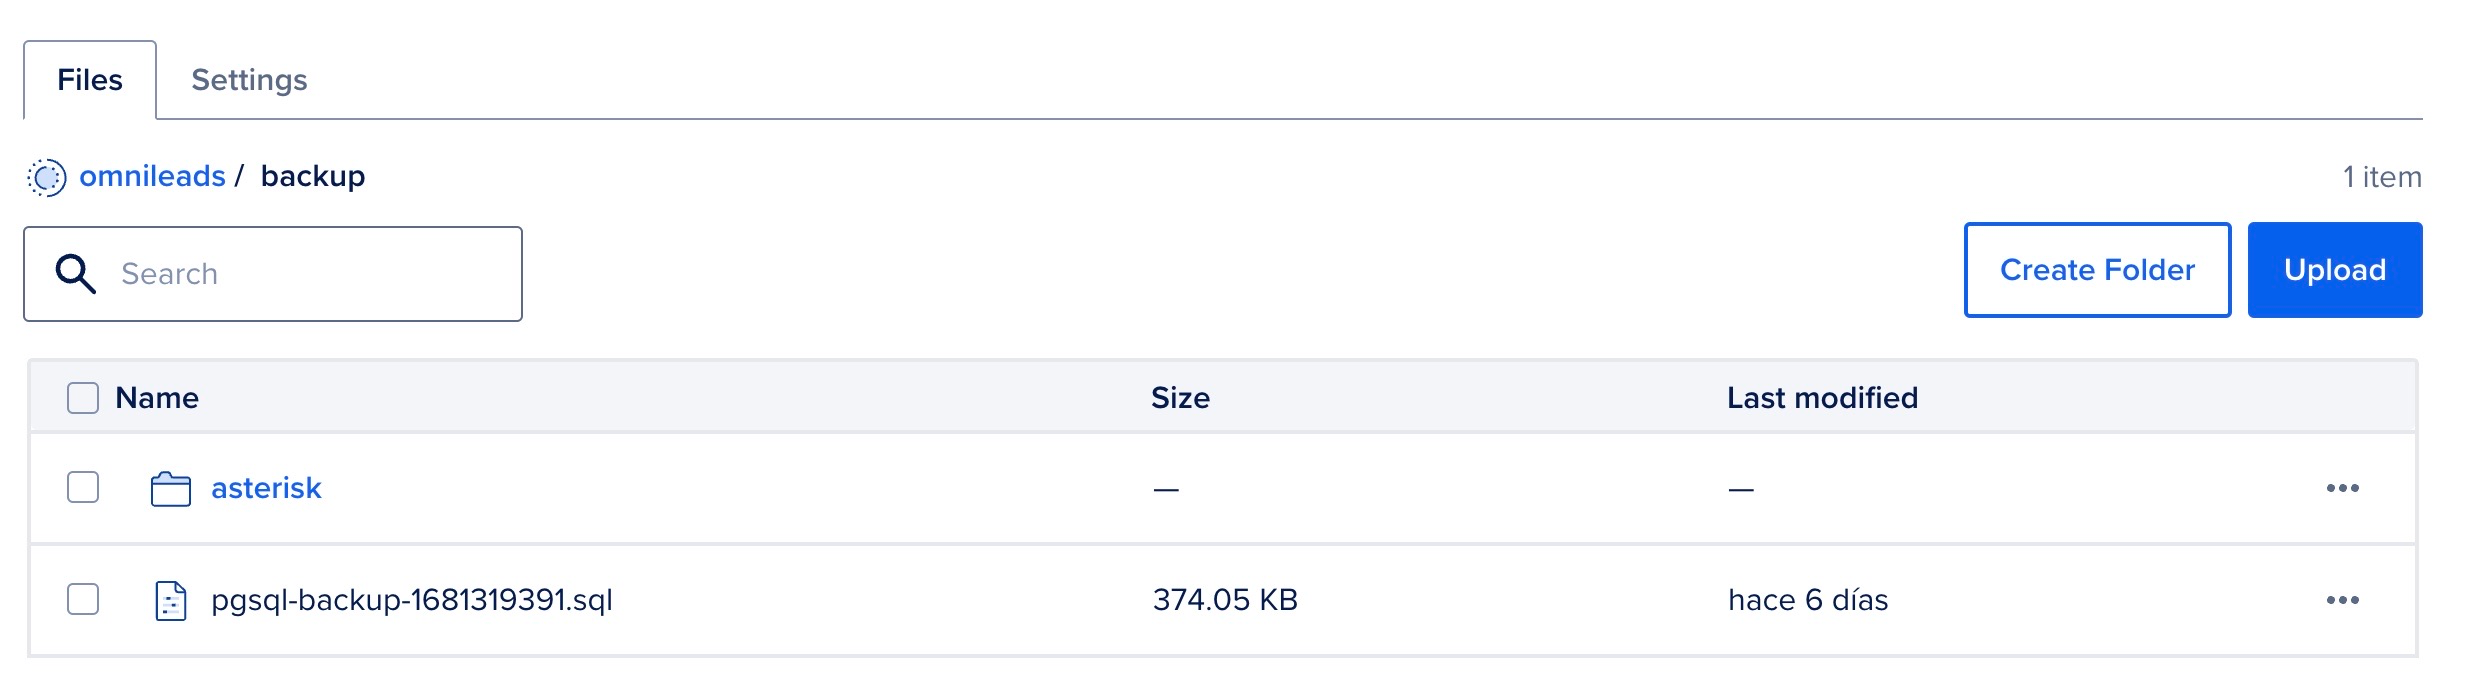 Files Settings
omnileads / backup 1 item
Search Create Folder Upload
Name Size Last modified
asterisk — —
pgsql-backup-1681319391.sql 374.05 KB hace 6 días